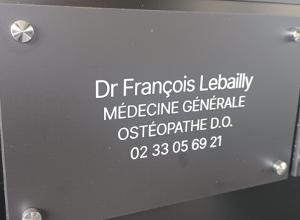 Dr François Lebailly
MÉDECINE GÉNÉRALE
OSTÉOPATHE D.O.
02 33 05 69 21